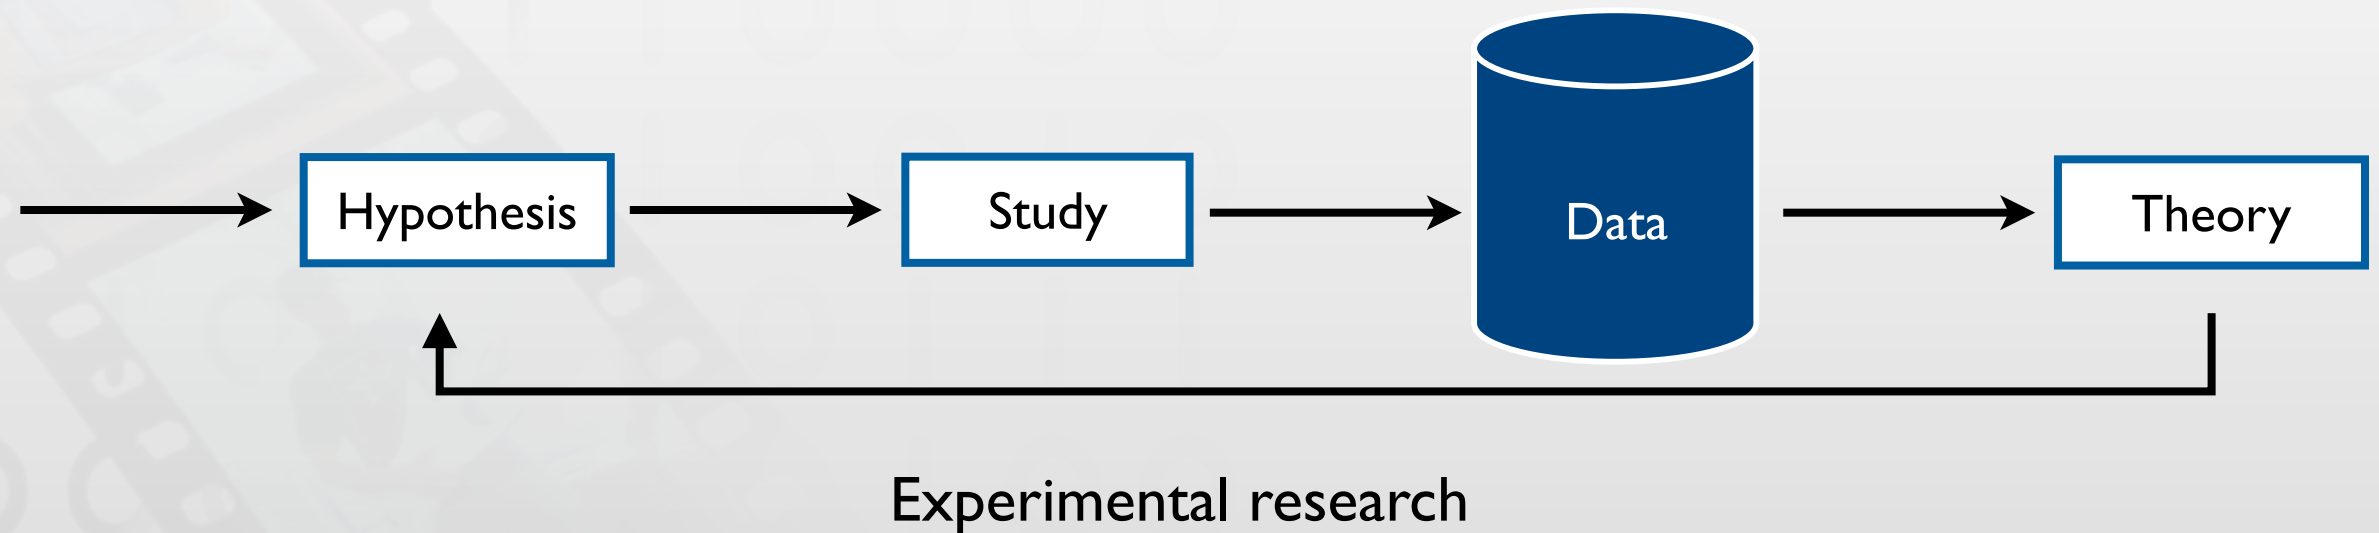 Hypothesis
Study
Data
Theory
Experimental research